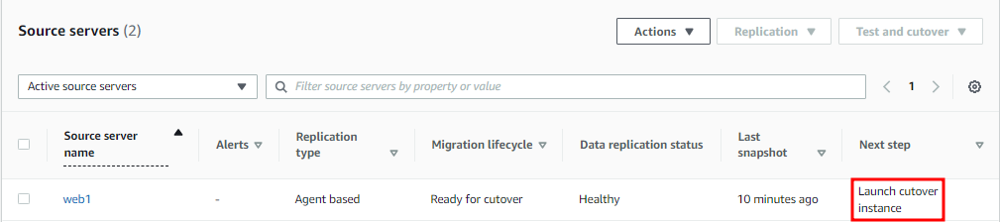 Source servers (2)
Actions
Replication
Test and cutover
Active source servers
Filter source servers by property or value
1
Source server
name
Alerts
Replication
type
Migration lifecycle
Data replication status
Last
snapshot
Next step
web1
-
Agent based
Ready for cutover
Healthy
10 minutes ago
Launch cutover
instance